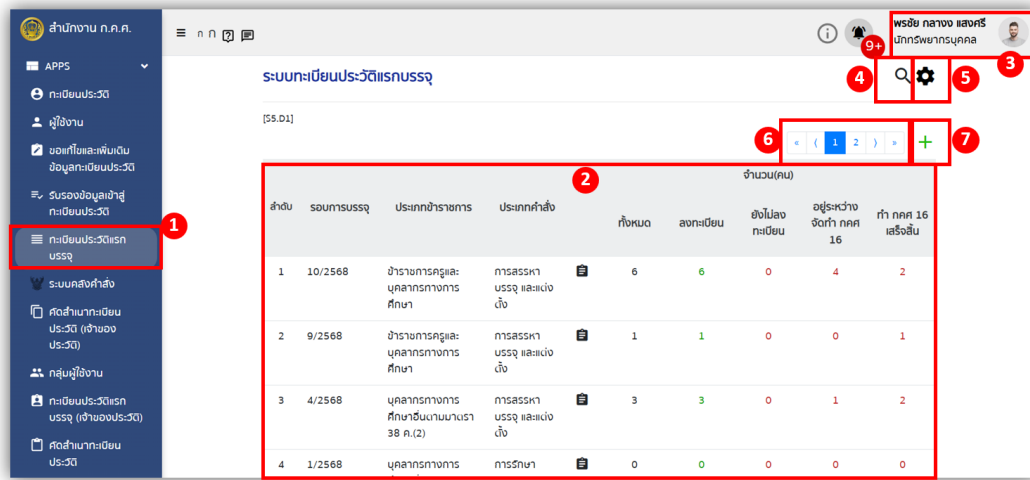 สำนักงาน ก.ค.ศ.
APPS
ทะเบียนประวัติ
ผู้ใช้งาน
ขอแก้ไขและเพิ่มเติม
ข้อมูลทะเบียนประวัติ
รับรองข้อมูลเข้าสู่
ทะเบียนประวัติ
ทะเบียนประวัติแรก
บรรจุ
1
ระบบคลังคำสั่ง
คัดสำเนาทะเบียน
ประวัติ (เจ้าของ
ประวัติ)
กลุ่มผู้ใช้งาน
ทะเบียนประวัติแรก
บรรจุ (เจ้าของประวัติ)
คัดสำเนาทะเบียน
ประวัติ
ก ก
9+
พรชัย กลางง แสงศรี
นักทรัพยากรบุคคล
3
ระบบทะเบียนประวัติแรกบรรจุ
4
5
[S5.D1]
6
« ⟨ 1 2 ⟩ »
+
7
2
จำนวน(คน)
ลำดับ รอบการบรรจุ ประเภทข้าราชการ ประเภทคำสั่ง ทั้งหมด ลงทะเบียน ยังไม่ลง
ทะเบียน อยู่ระหว่าง
จัดทำ กคศ
16 ทำ กคศ 16
เสร็จสิ้น
1 10/2568 ข้าราชการครูและ การสรรหา 6 6 0 4 2
บุคลากรทางการ บรรจุ และแต่ง
ศึกษา ตั้ง
2 9/2568 ข้าราชการครูและ การสรรหา 1 1 0 0 1
บุคลากรทางการ บรรจุ และแต่ง
ศึกษา ตั้ง
3 4/2568 บุคลากรทางการ การสรรหา 3 3 0 1 2
ศึกษาอื่นตามมาตรา บรรจุ และแต่ง
38 ค.(2) ตั้ง
4 1/2568 บุคลากรทางการ การรักษา 0 0 0 0 0